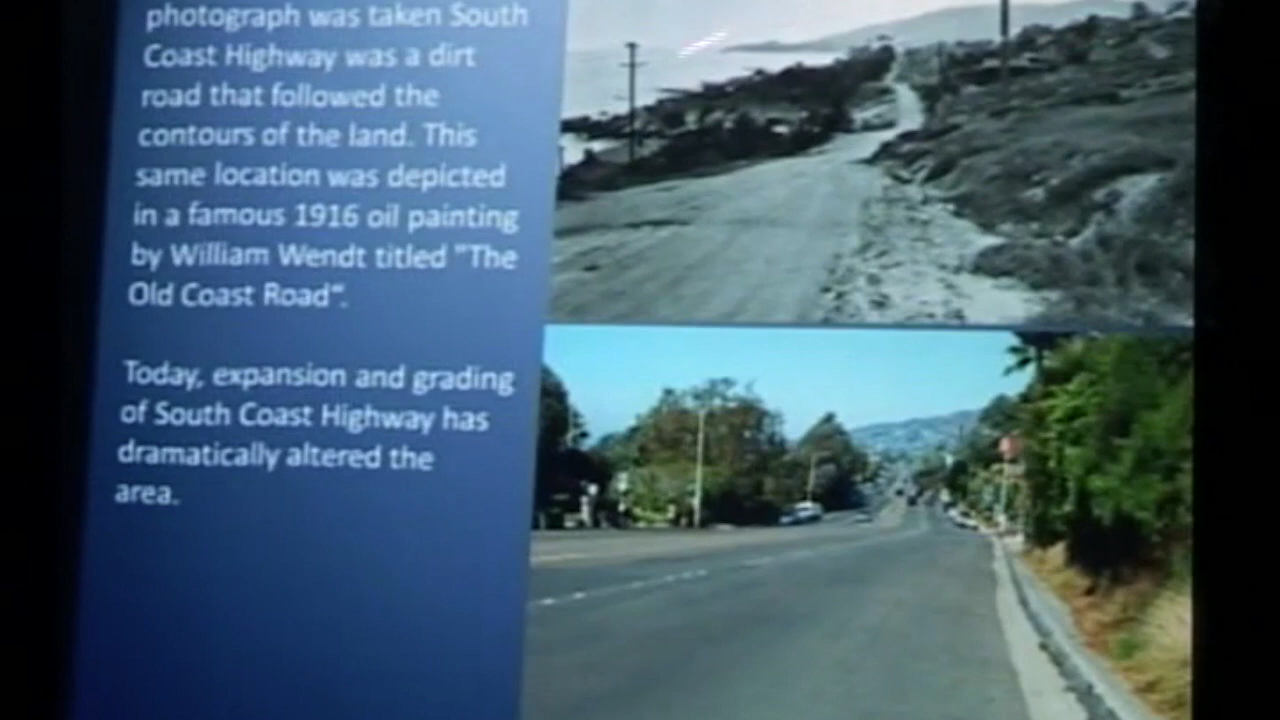 photograph was taken South
Coast Highway was a dirt
road that followed the
contours of the land. This
same location was depicted
in a famous 1916 oil painting
by William Wendt titled "The
Old Coast Road".
Today, expansion and grading
of South Coast Highway has
dramatically altered the
area.